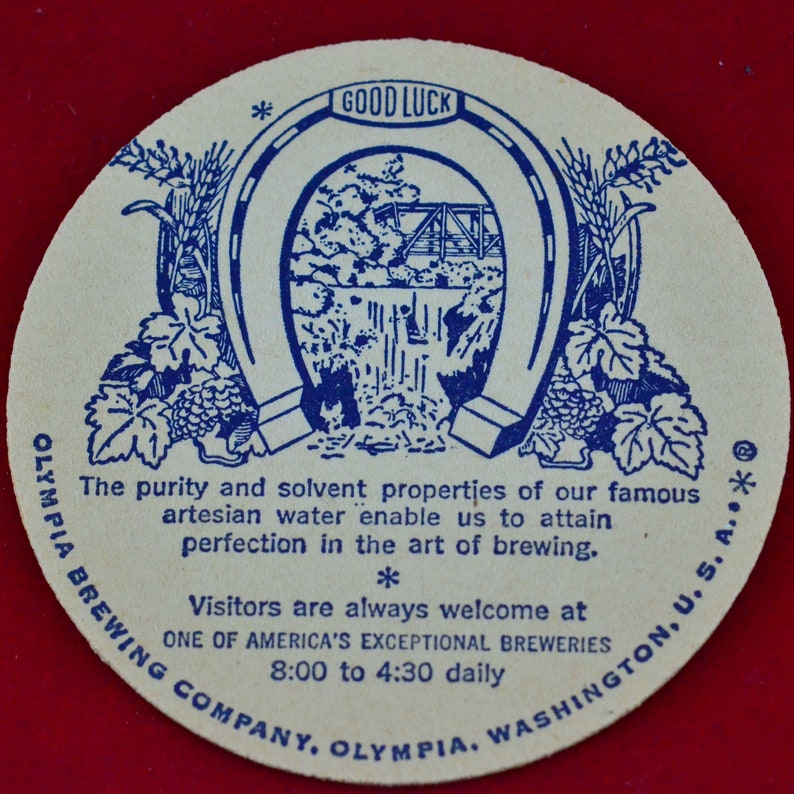 GOOD LUCK
*
The purity and solvent properties of our famous
artesian water enable us to attain
perfection in the art of brewing.
*
Visitors are always welcome at
ONE OF AMERICA'S EXCEPTIONAL BREWERIES
8:00 to 4:30 daily
OLYMPIA BREWING COMPANY, OLYMPIA, WASHINGTON, U. S. A. • * ®